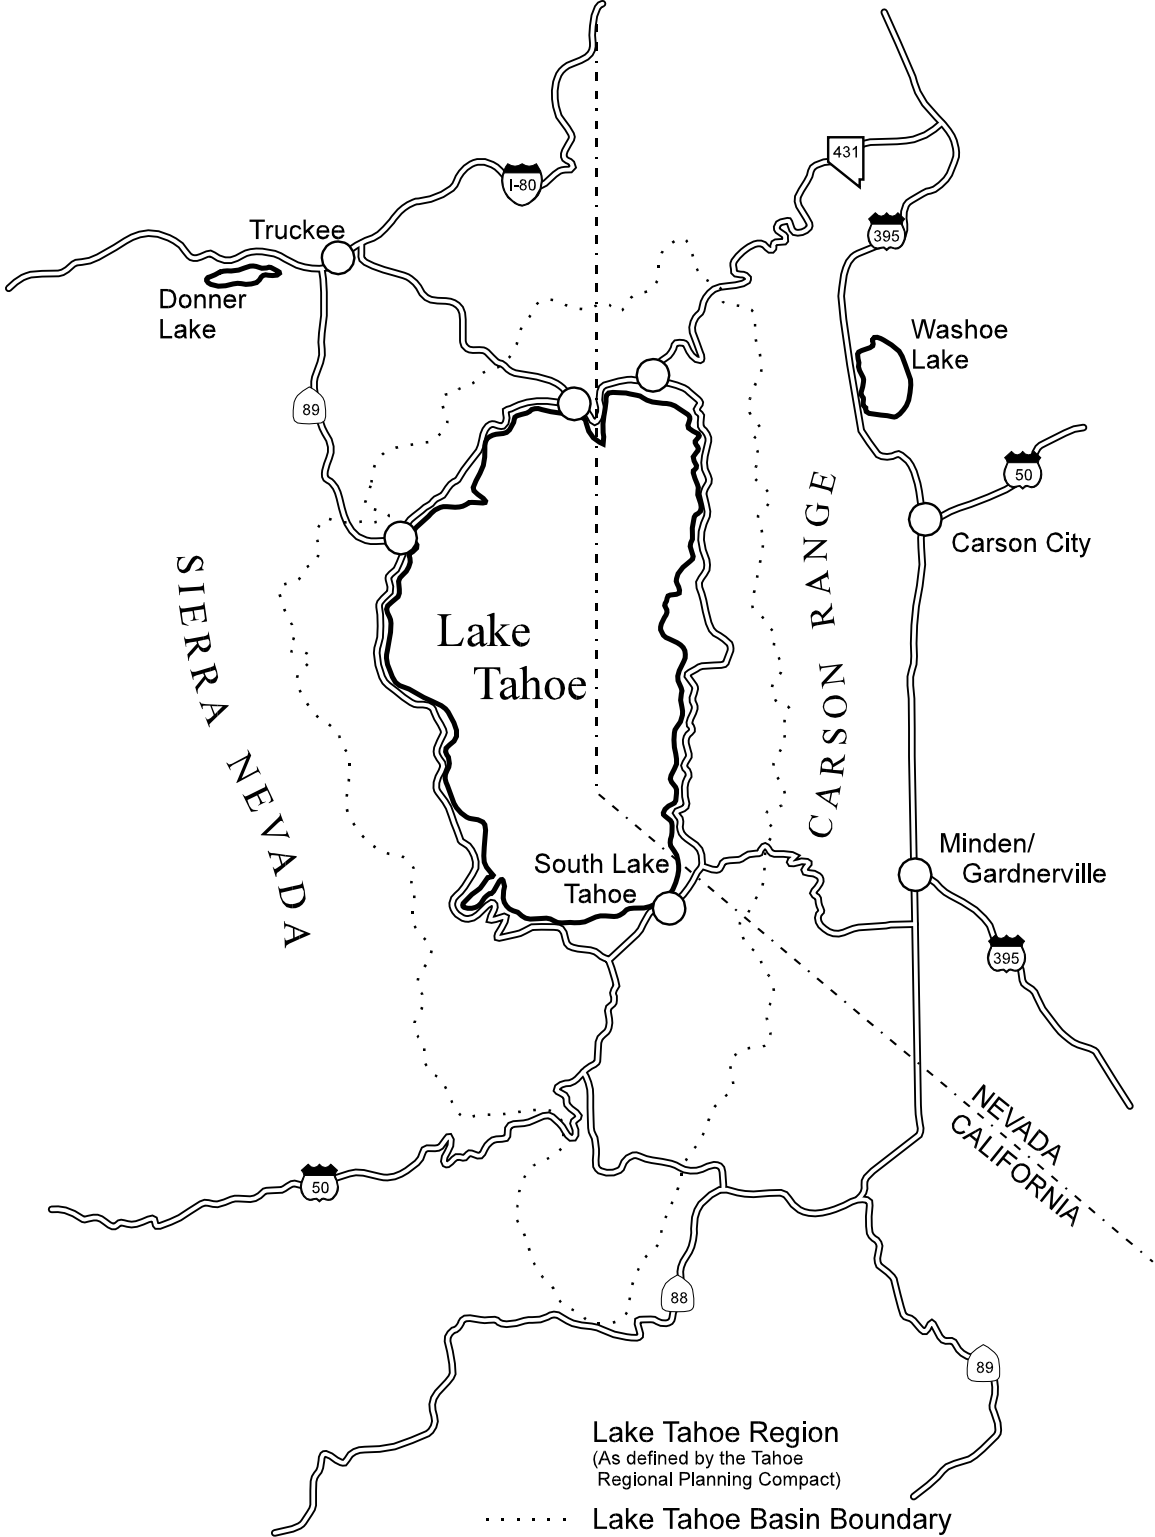 431
I-80
Truckee
395
Donner
Lake
Washoe
Lake
89
50
Carson City
SIERRA NEVADA
CARSON RANGE
Lake
Tahoe
Minden/
Gardnerville
South Lake
Tahoe
395
NEVADA
CALIFORNIA
50
88
89
Lake Tahoe Region
(As defined by the Tahoe
Regional Planning Compact)
Lake Tahoe Basin Boundary